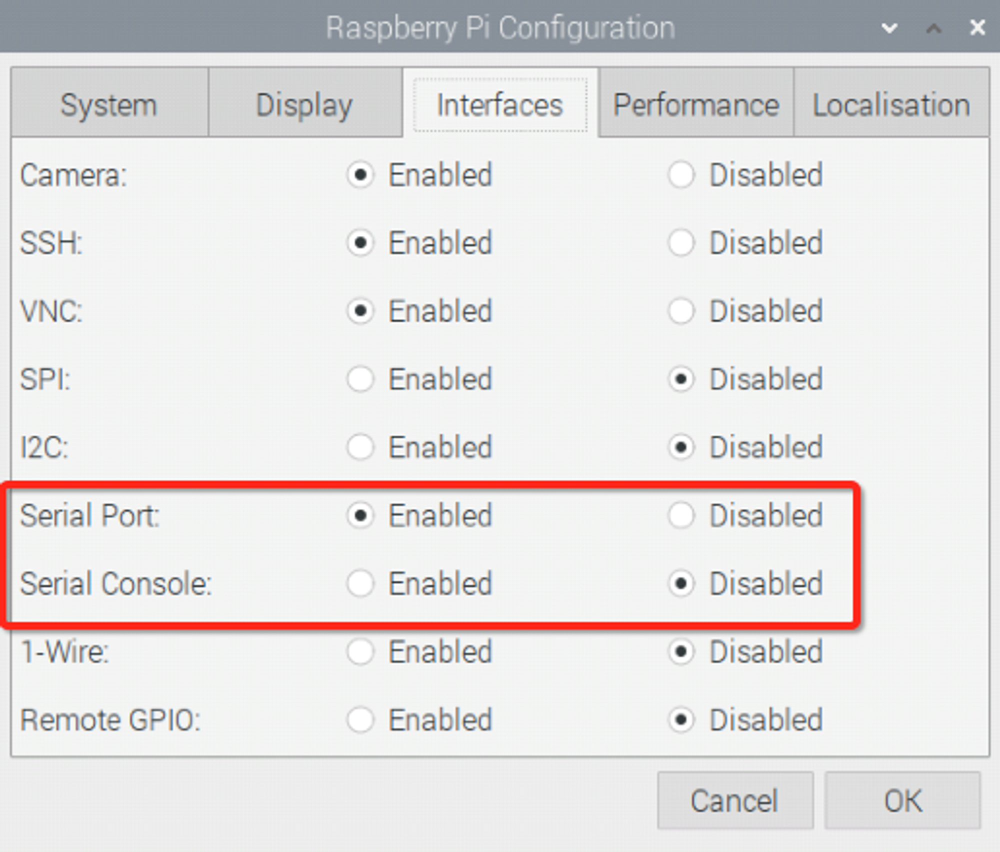 Raspberry Pi Configuration
System Display Interfaces Performance Localisation
Camera: Enabled Disabled
SSH: Enabled Disabled
VNC: Enabled Disabled
SPI: Enabled Disabled
I2C: Enabled Disabled
Serial Port: Enabled Disabled
Serial Console: Enabled Disabled
1-Wire: Enabled Disabled
Remote GPIO: Enabled Disabled
Cancel OK